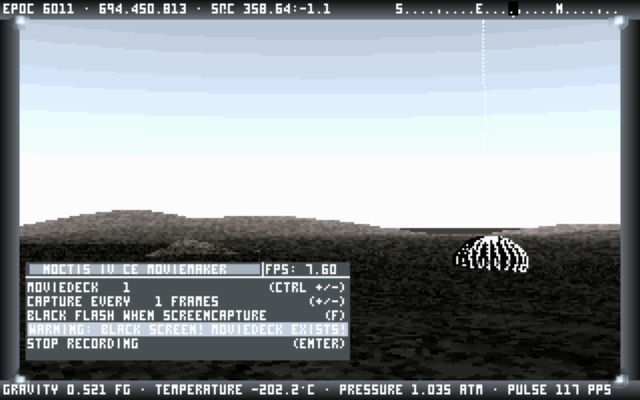 EPOC 6011 · 694.450.813 · SQC 358.64:-1.1 S....,....E....,....M....,..
NOCTIS IV CE MOVIEMAKER FPS: 7.60
MOVIEDECK 1 (CTRL +/-)
CAPTURE EVERY 1 FRAMES (+/-)
BLACK FLASH WHEN SCREENCAPTURE (F)
WARNING: BLACK SCREEN! MOVIEDECK EXISTS!
STOP RECORDING (ENTER)
GRAVITY 0.521 FG · TEMPERATURE -202.2°C · PRESSURE 1.035 ATM · PULSE 117 PPS